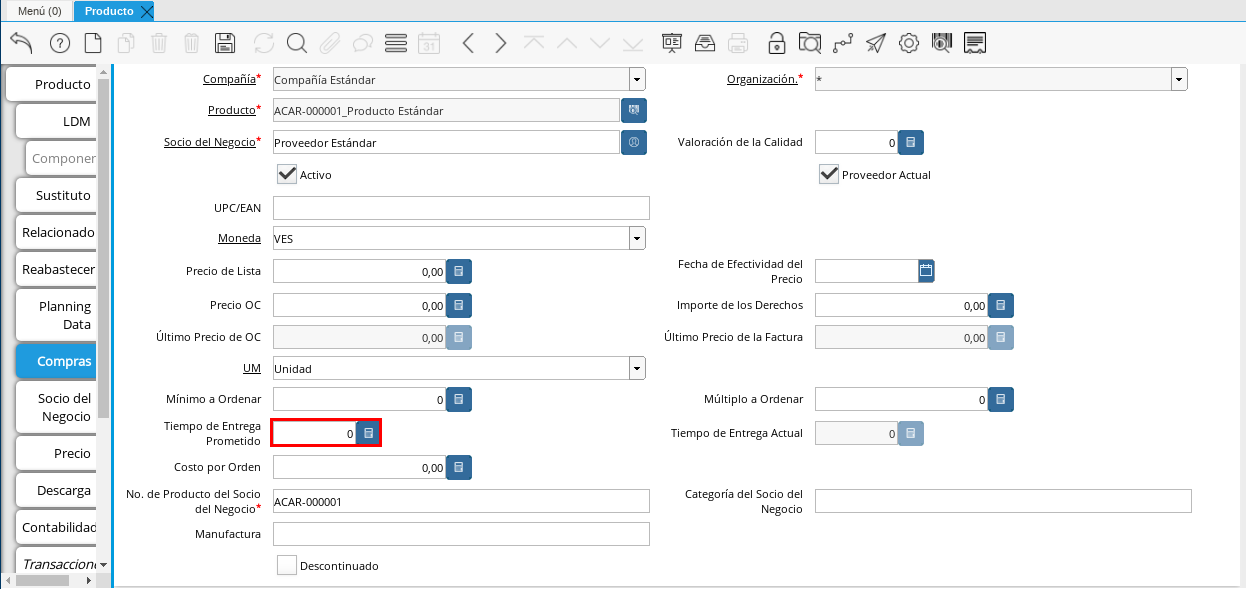 Menú (0)
Producto
31
Producto
LDM
Componen
Sustituto
Relacionado
Reabastecer
Planning
Data
Compras
Socio del
Negocio
Precio
Descarga
Contabilidad
Transaccione
Compañía*
Compañía Estándar
Organización.*
*
Producto*
ACAR-000001_Producto Estándar
Socio del Negocio*
Proveedor Estándar
Valoración de la Calidad
0
Activo
Proveedor Actual
UPC/EAN
Moneda
VES
Precio de Lista
0,00
Fecha de Efectividad del
Precio
Precio OC
0,00
Importe de los Derechos
0,00
Último Precio de OC
0,00
Último Precio de la Factura
0,00
UM
Unidad
Mínimo a Ordenar
0
Múltiplo a Ordenar
0
Tiempo de Entrega
Prometido
0
Tiempo de Entrega Actual
0
Costo por Orden
0,00
No. de Producto del Socio
del Negocio*
ACAR-000001
Categoría del Socio del
Negocio
Manufactura
Descontinuado